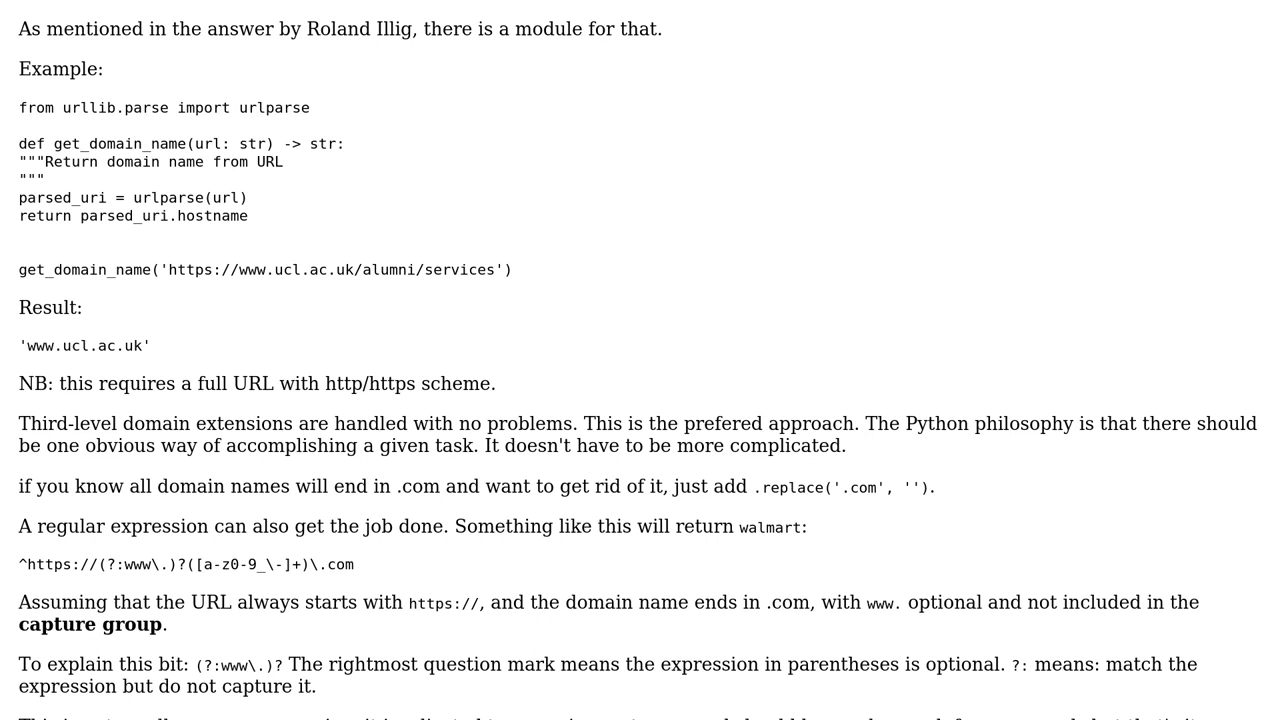 As mentioned in the answer by Roland Illig, there is a module for that.
Example:
from urllib.parse import urlparse
def get_domain_name(url: str) -> str:
"""Return domain name from URL
"""
parsed_uri = urlparse(url)
return parsed_uri.hostname
get_domain_name('https://www.ucl.ac.uk/alumni/services')
Result:
'www.ucl.ac.uk'
NB: this requires a full URL with http/https scheme.
Third-level domain extensions are handled with no problems. This is the prefered approach. The Python philosophy is that there should
be one obvious way of accomplishing a given task. It doesn't have to be more complicated.
if you know all domain names will end in .com and want to get rid of it, just add .replace('.com', '').
A regular expression can also get the job done. Something like this will return walmart:
^https://(?:www\.)?([a-z0-9_\-]+)\.com
Assuming that the URL always starts with https://, and the domain name ends in .com, with www. optional and not included in the
capture group.
To explain this bit: (?:www\.)? The rightmost question mark means the expression in parentheses is optional. ?: means: match the
expression but do not capture it.